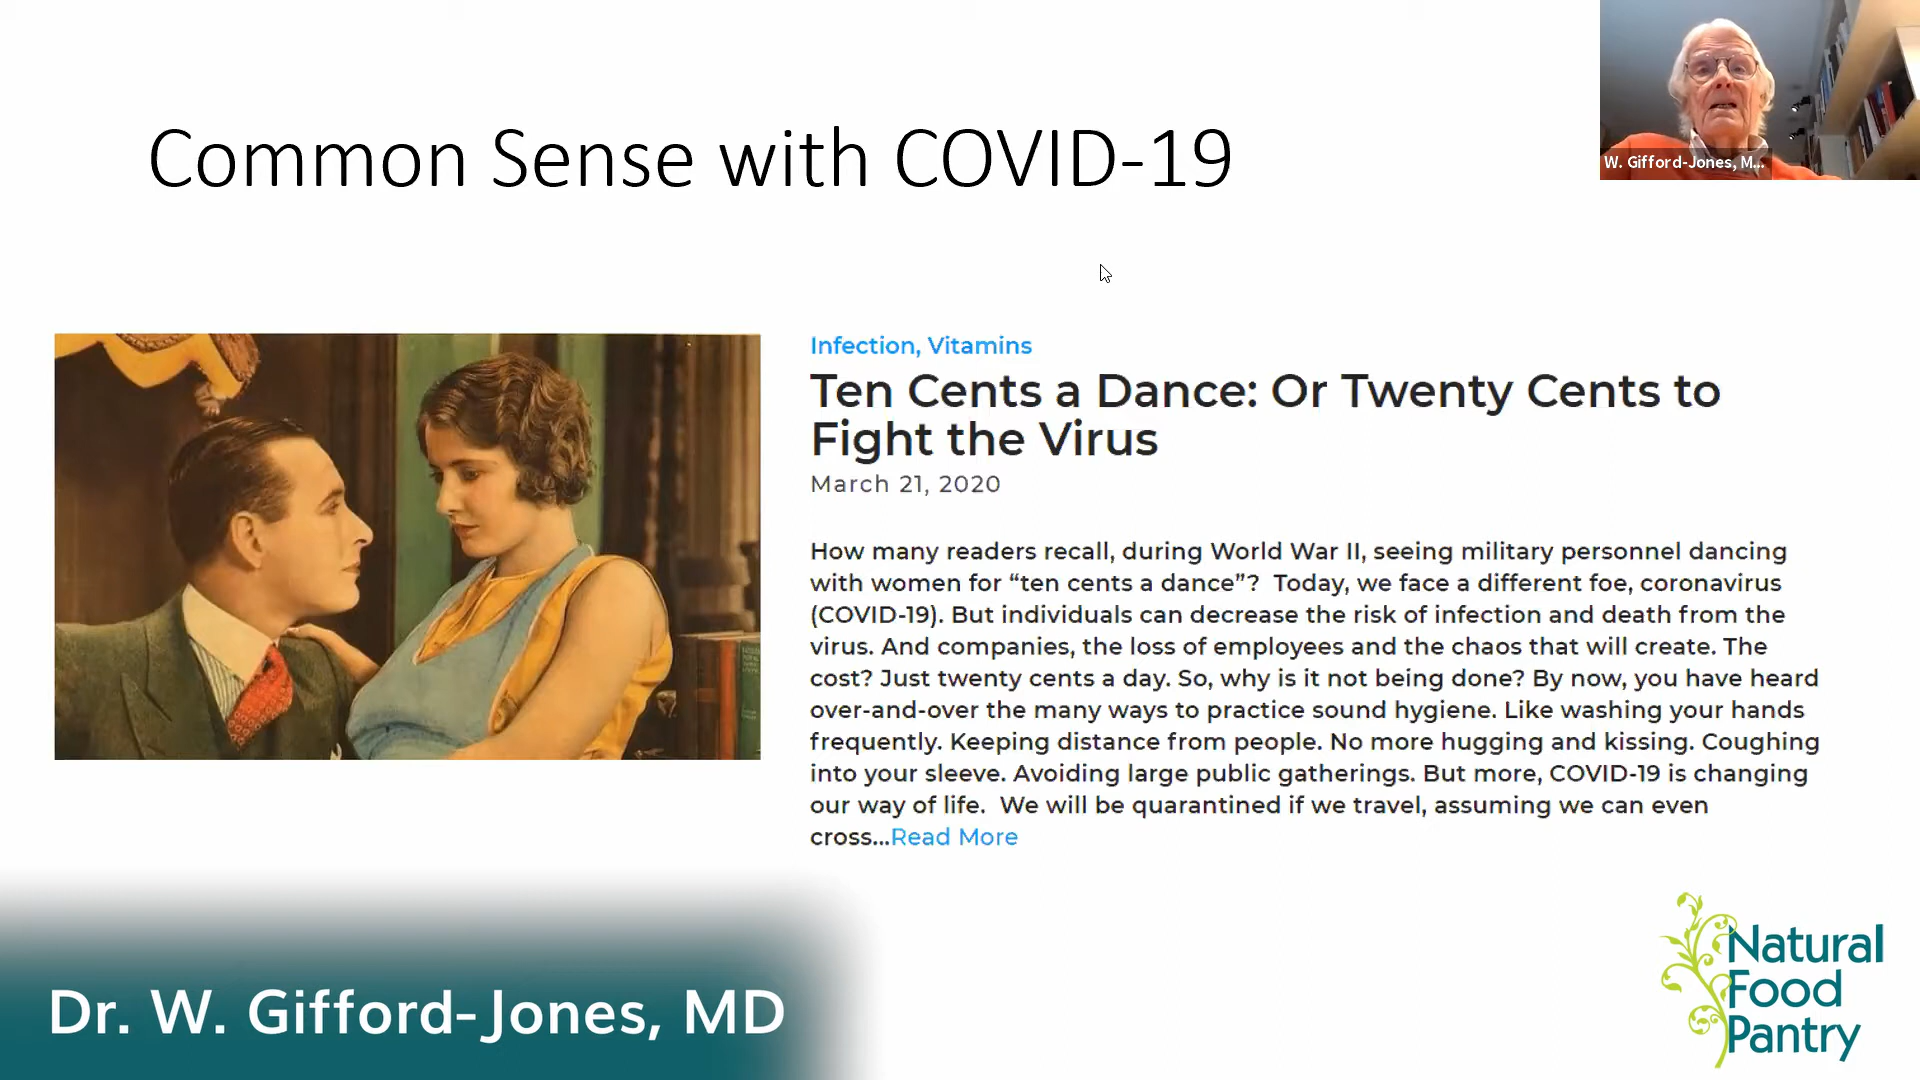 Common Sense with COVID-19
W. Gifford-Jones, M...
Infection, Vitamins
Ten Cents a Dance: Or Twenty Cents to
Fight the Virus
March 21, 2020
How many readers recall, during World War II, seeing military personnel dancing
with women for “ten cents a dance”?  Today, we face a different foe, coronavirus
(COVID-19). But individuals can decrease the risk of infection and death from the
virus. And companies, the loss of employees and the chaos that will create. The
cost? Just twenty cents a day. So, why is it not being done? By now, you have heard
over-and-over the many ways to practice sound hygiene. Like washing your hands
frequently. Keeping distance from people. No more hugging and kissing. Coughing
into your sleeve. Avoiding large public gatherings. But more, COVID-19 is changing
our way of life.  We will be quarantined if we travel, assuming we can even
cross...Read More
Dr. W. Gifford-Jones, MD
Natural
Food
Pantry